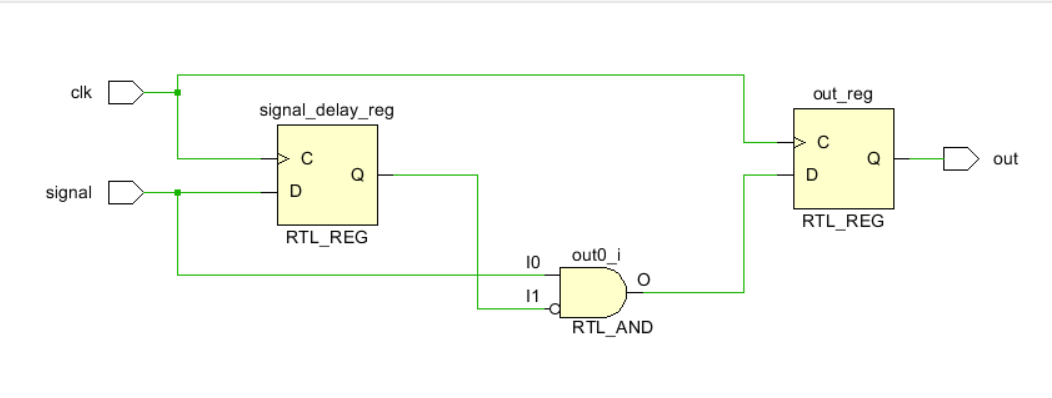 clk
signal
signal_delay_reg
C
D
Q
RTL_REG
I0
I1
out0_i
O
RTL_AND
out_reg
C
D
Q
RTL_REG
out